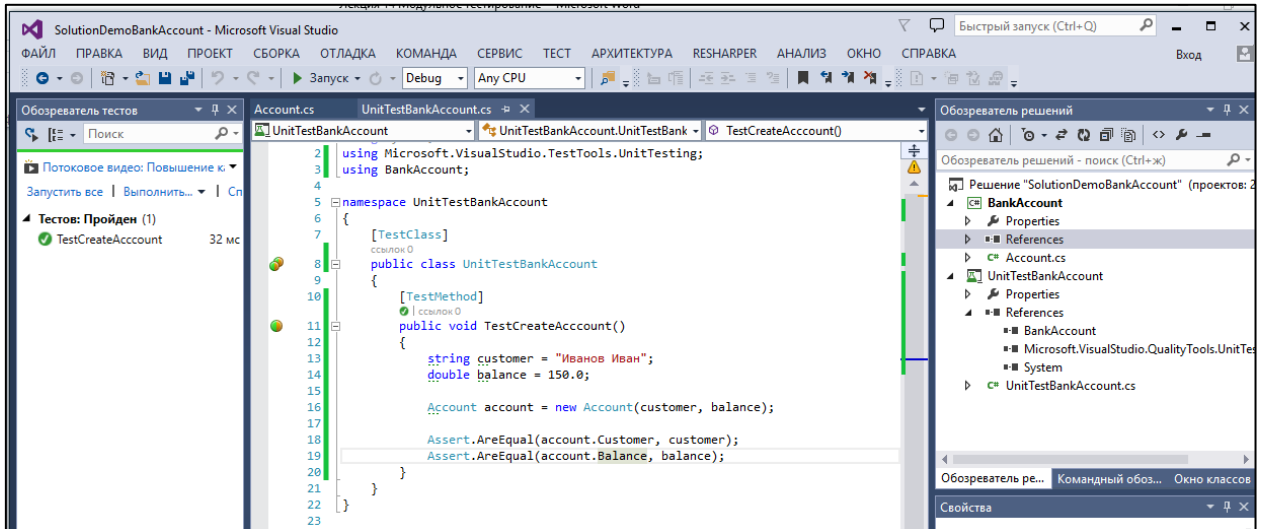 SolutionDemoBankAccount - Microsoft Visual Studio
Быстрый запуск (Ctrl+Q)
ФАЙЛ ПРАВКА ВИД ПРОЕКТ СБОРКА ОТЛАДКА КОМАНДА СЕРВИС ТЕСТ АРХИТЕКТУРА RESHARPER АНАЛИЗ ОКНО СПРАВКА Вход
Запуск Debug Any CPU
Обозреватель тестов
Поиск
Потоковое видео: Повышение к
Запустить все | Выполнить... | Сп
Тестов: Пройден (1)
TestCreateAcccount 32 мс
Account.cs UnitTestBankAccount.cs
UnitTestBankAccount UnitTestBankAccount.UnitTestBank TestCreateAcccount()
2 using Microsoft.VisualStudio.TestTools.UnitTesting;
3 using BankAccount;
4
5 namespace UnitTestBankAccount
6 {
7 [TestClass]
ссылок 0
8 public class UnitTestBankAccount
9 {
10 [TestMethod]
| ссылок 0
11 public void TestCreateAcccount()
12 {
13 string customer = "Иванов Иван";
14 double balance = 150.0;
15
16 Account account = new Account(customer, balance);
17
18 Assert.AreEqual(account.Customer, customer);
19 Assert.AreEqual(account.Balance, balance);
20 }
21 }
22 }
23
Обозреватель решений
Обозреватель решений - поиск (Ctrl+ж)
Решение "SolutionDemoBankAccount" (проектов: 2
BankAccount
Properties
References
Account.cs
UnitTestBankAccount
Properties
References
BankAccount
Microsoft.VisualStudio.QualityTools.UnitTes
System
UnitTestBankAccount.cs
Обозреватель ре... Командный обоз... Окно классов
Свойства